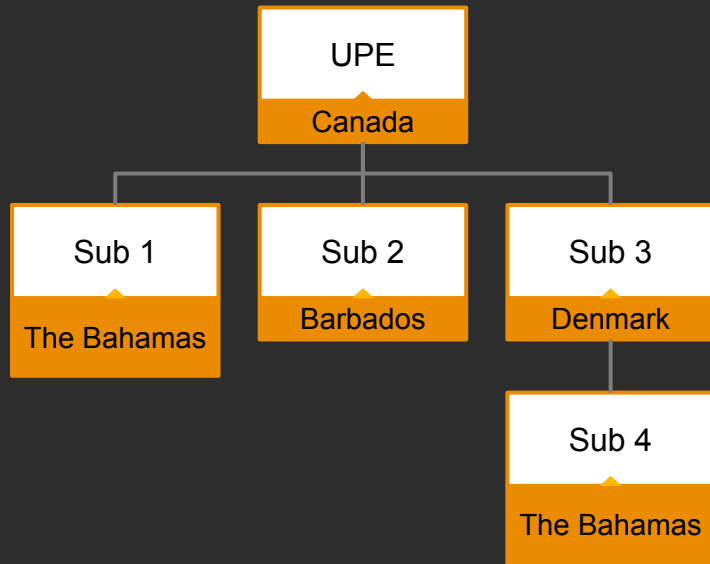 UPE
Canada
Sub 1
The Bahamas
Sub 2
Barbados
Sub 3
Denmark
Sub 4
The Bahamas